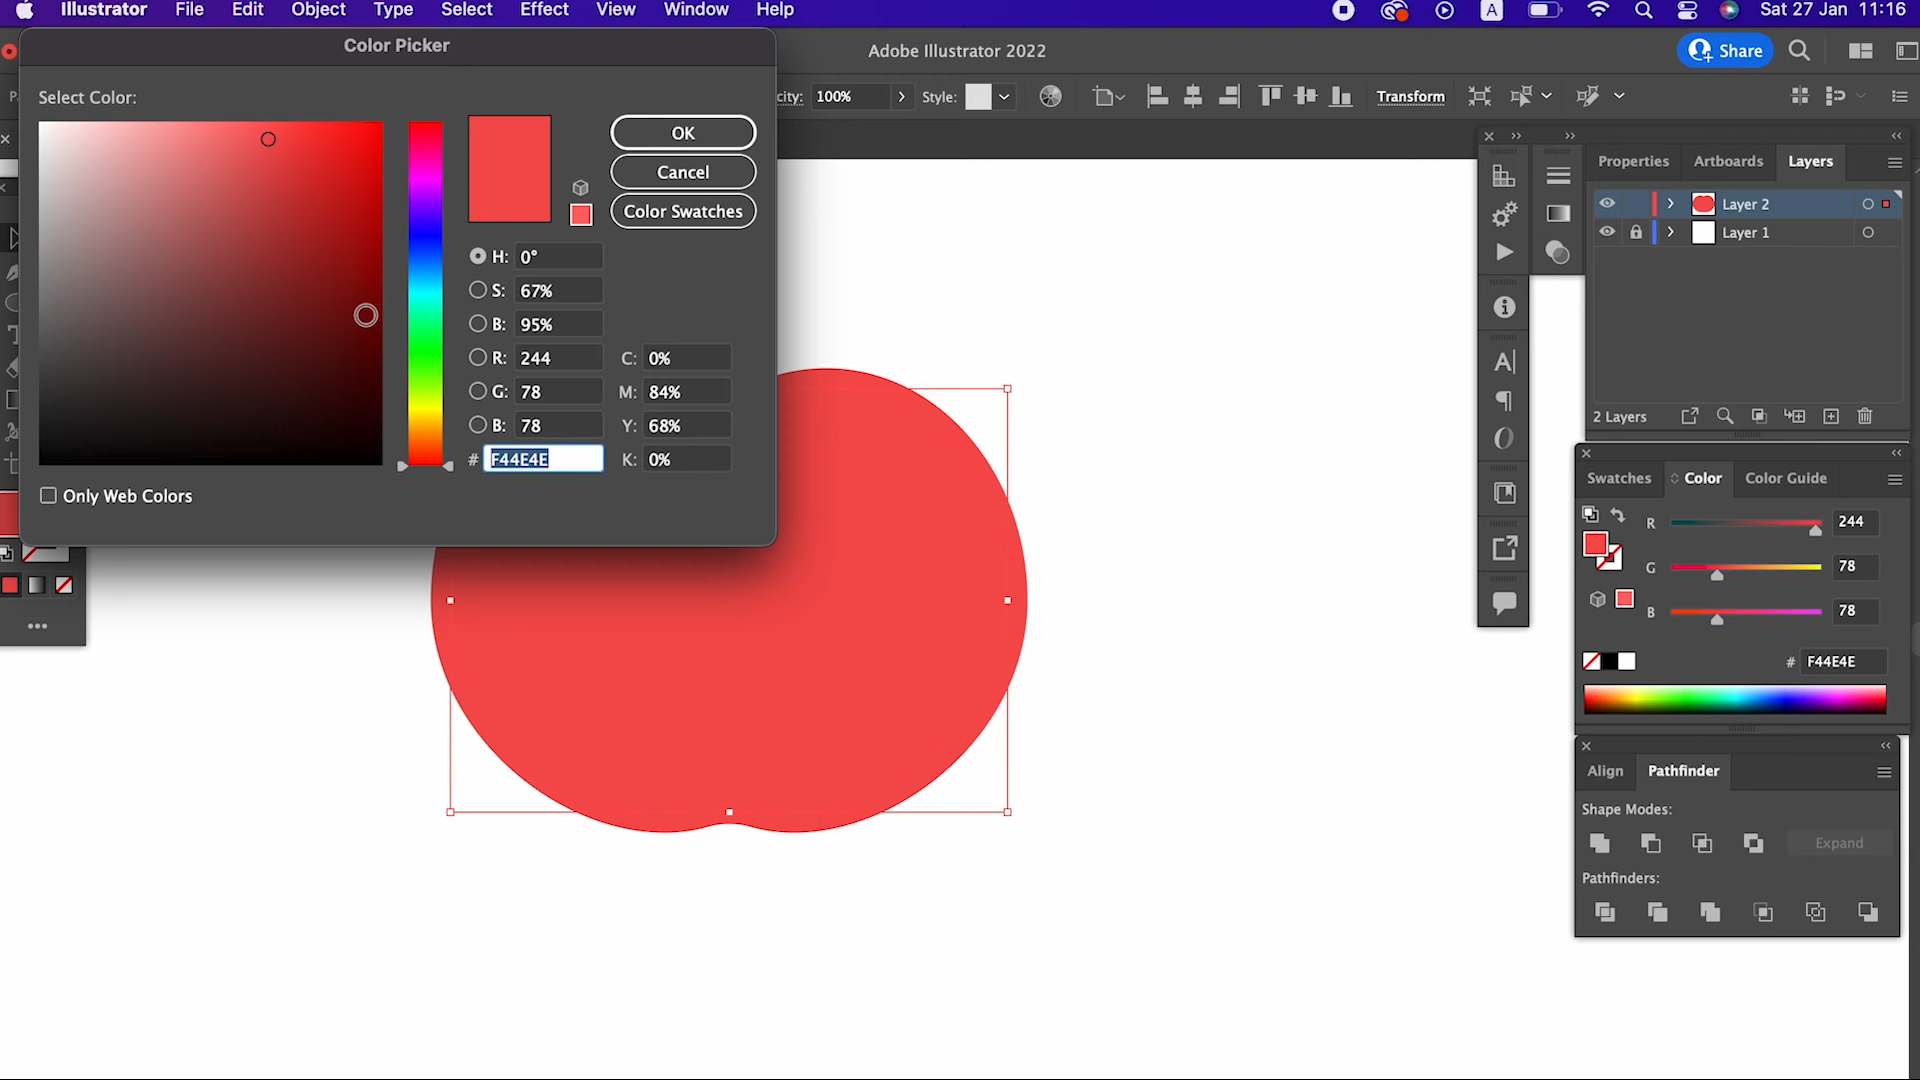 Illustrator File Edit Object Type Select Effect View Window Help A Sat 27 Jan 11:16
Color Picker
Adobe Illustrator 2022
Share
Select Color:
city: 100% Style: Transform
OK
Cancel
Color Swatches
H: 0°
S: 67%
B: 95%
R: 244 C: 0%
G: 78 M: 84%
B: 78 Y: 68%
# F44E4E K: 0%
Only Web Colors
Properties Artboards Layers
Layer 2
Layer 1
2 Layers
Swatches Color Color Guide
R 244
G 78
B 78
# F44E4E
Align Pathfinder
Shape Modes:
Expand
Pathfinders: